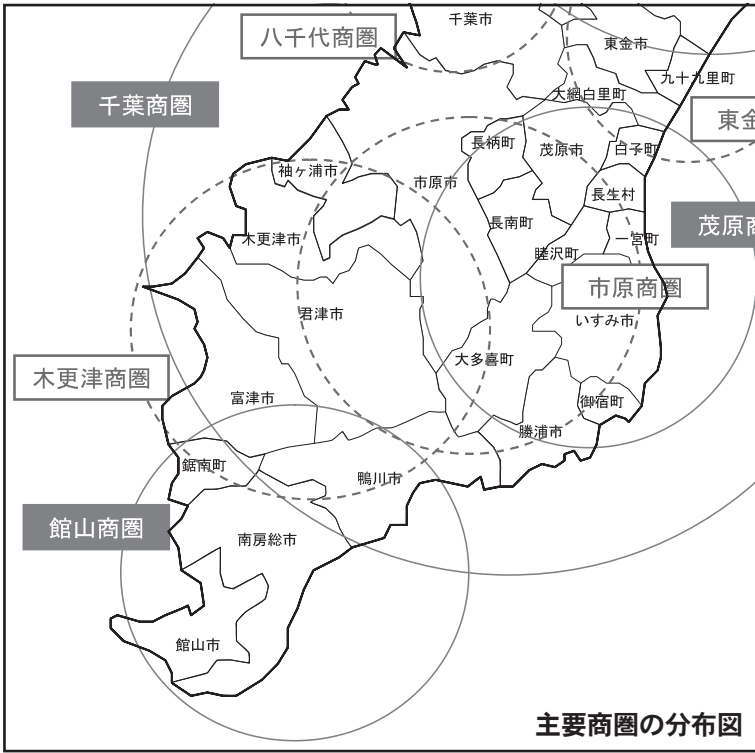 千葉市
八千代商圏
東金市
九十九里町
千葉商圏
大網白里町
東金
長柄町
茂原市
白子町
袖ヶ浦市
市原市
長生村
長南町
茂原商
木更津市
一宮町
睦沢町
市原商圏
君津市
いすみ市
大多喜町
木更津商圏
富津市
御宿町
勝浦市
鋸南町
鴨川市
館山商圏
南房総市
館山市
主要商圏の分布図